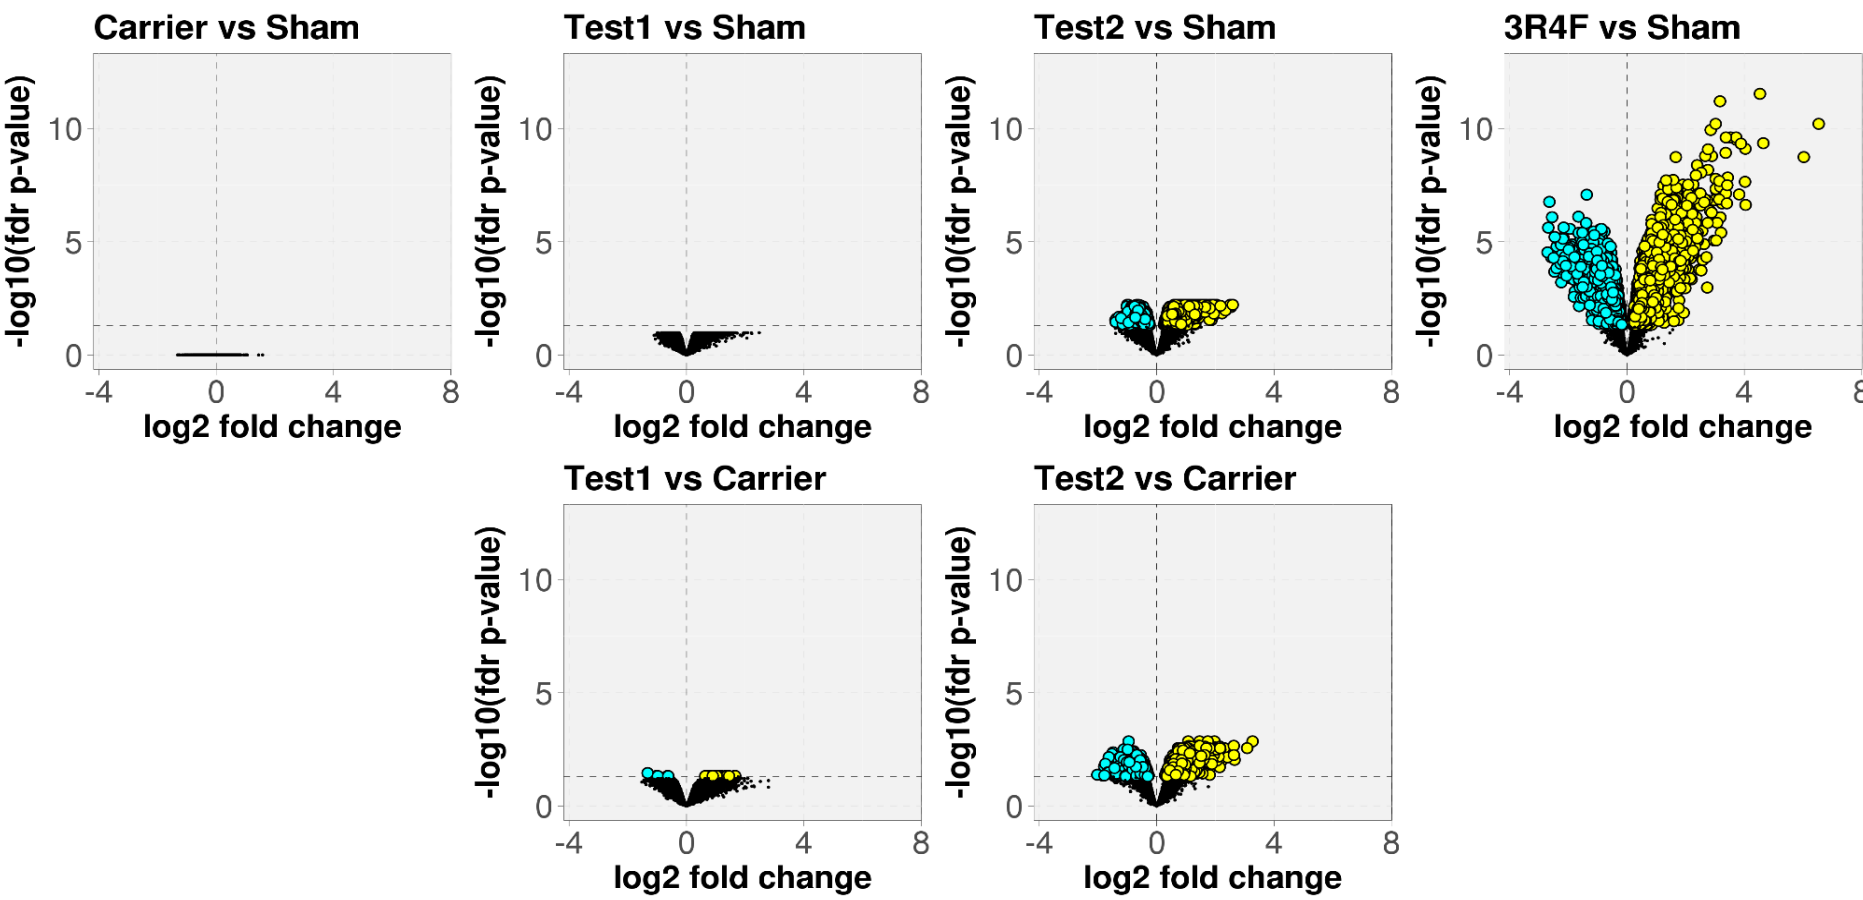 Carrier vs Sham
Test1 vs Sham
Test2 vs Sham
3R4F vs Sham
-log10(fdr p-value)
10
5
0
-4 0 4 8
log2 fold change
-log10(fdr p-value)
10
5
0
-4 0 4 8
log2 fold change
-log10(fdr p-value)
10
5
0
-4 0 4 8
log2 fold change
-log10(fdr p-value)
10
5
0
-4 0 4 8
log2 fold change
Test1 vs Carrier
Test2 vs Carrier
-log10(fdr p-value)
10
5
0
-4 0 4 8
log2 fold change
-log10(fdr p-value)
10
5
0
-4 0 4 8
log2 fold change